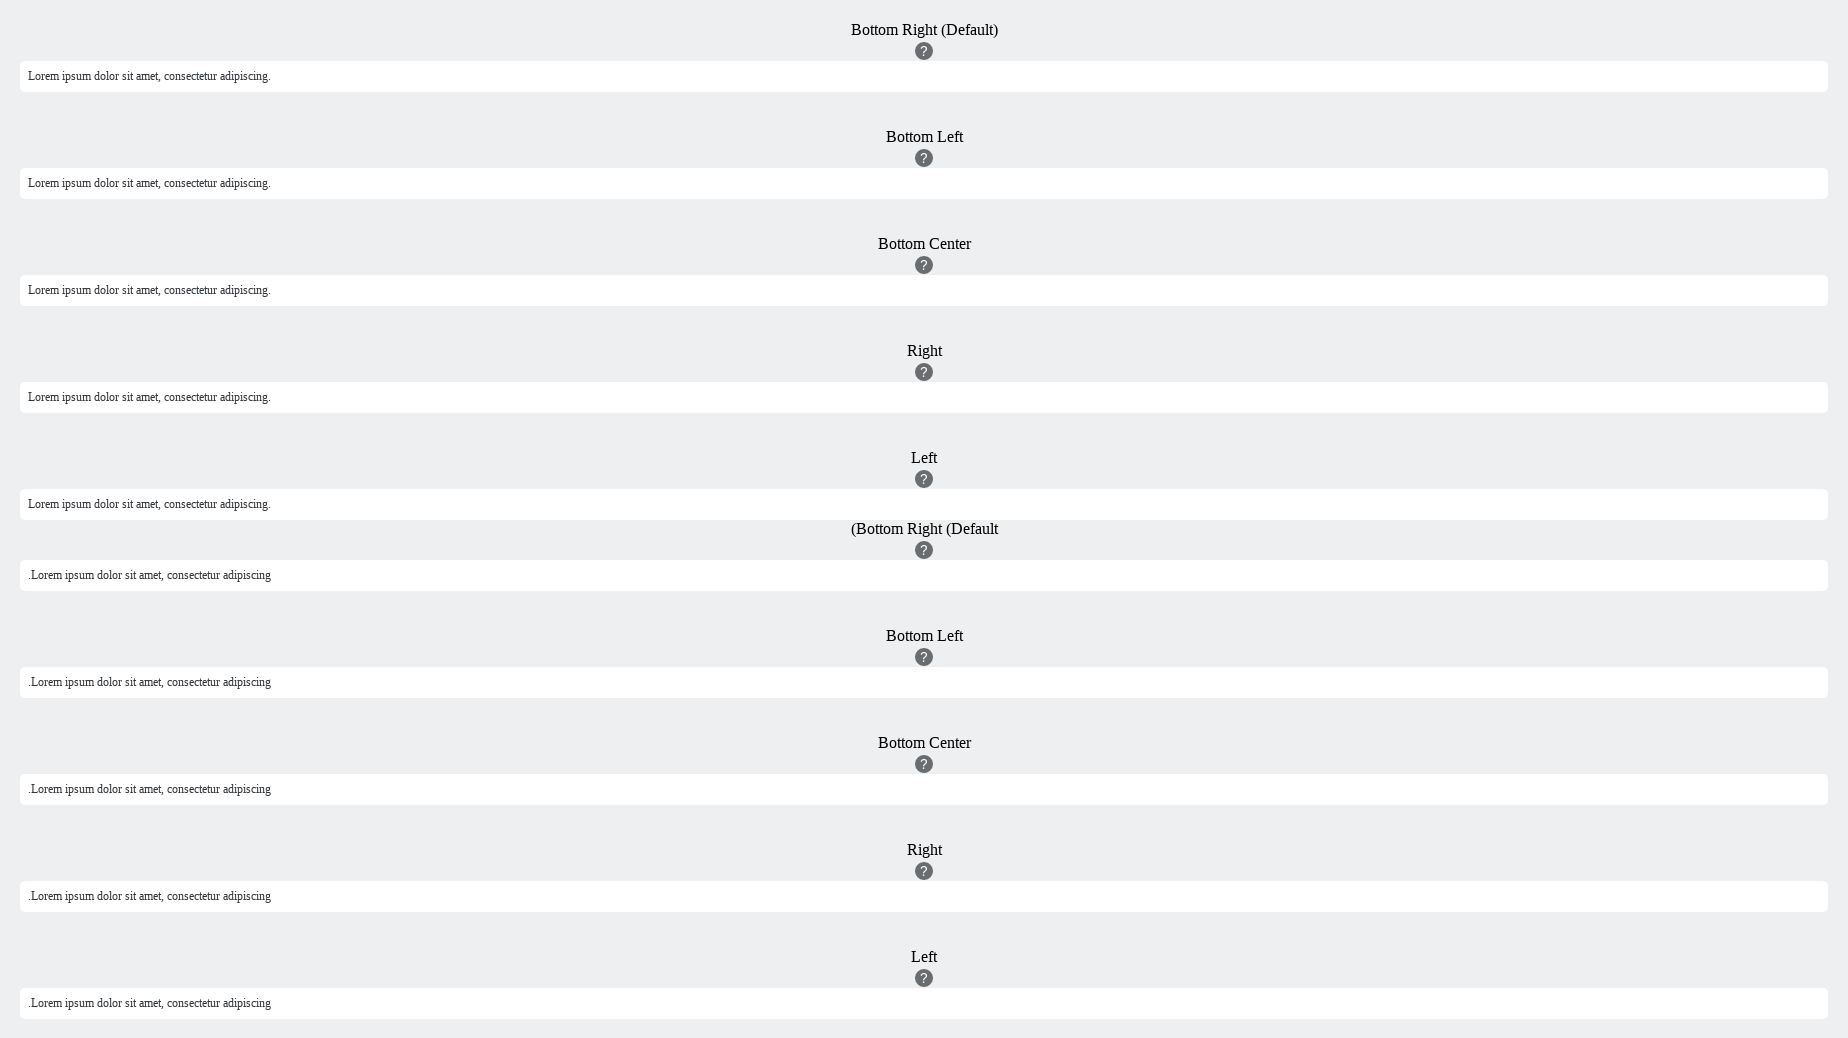 Bottom Right (Default)
?
Lorem ipsum dolor sit amet, consectetur adipiscing.
Bottom Left
?
Lorem ipsum dolor sit amet, consectetur adipiscing.
Bottom Center
?
Lorem ipsum dolor sit amet, consectetur adipiscing.
Right
?
Lorem ipsum dolor sit amet, consectetur adipiscing.
Left
?
Lorem ipsum dolor sit amet, consectetur adipiscing.
(Bottom Right (Default
?
.Lorem ipsum dolor sit amet, consectetur adipiscing
Bottom Left
?
.Lorem ipsum dolor sit amet, consectetur adipiscing
Bottom Center
?
.Lorem ipsum dolor sit amet, consectetur adipiscing
Right
?
.Lorem ipsum dolor sit amet, consectetur adipiscing
Left
?
.Lorem ipsum dolor sit amet, consectetur adipiscing